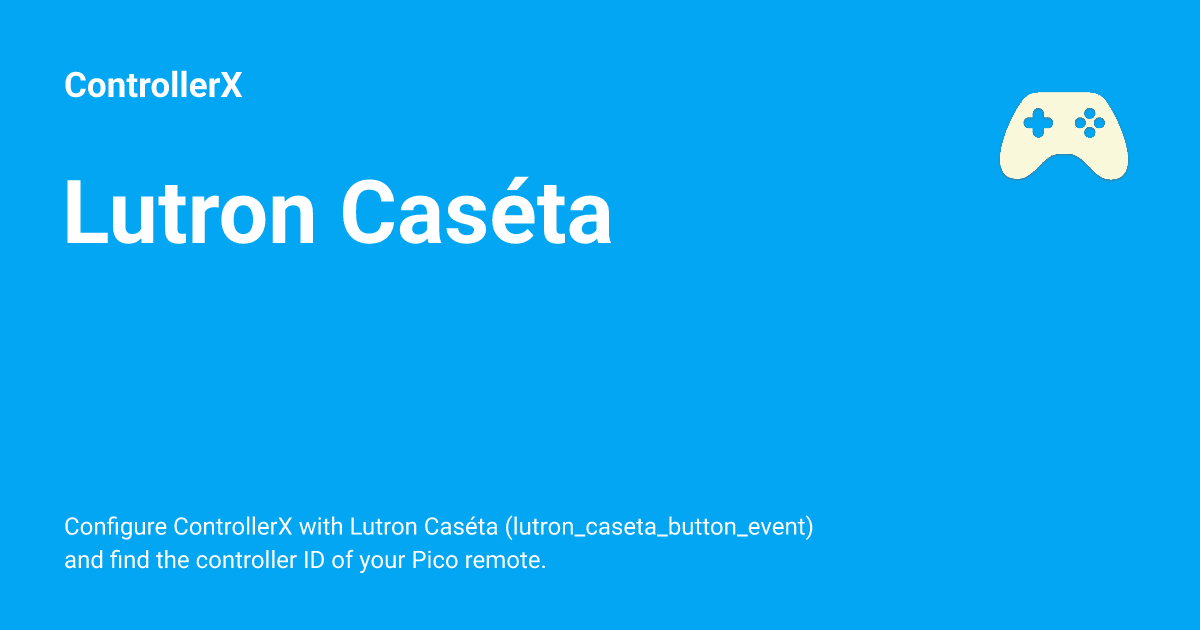 ControllerX
Lutron Caséta
Configure ControllerX with Lutron Caséta (lutron_caseta_button_event)
and find the controller ID of your Pico remote.